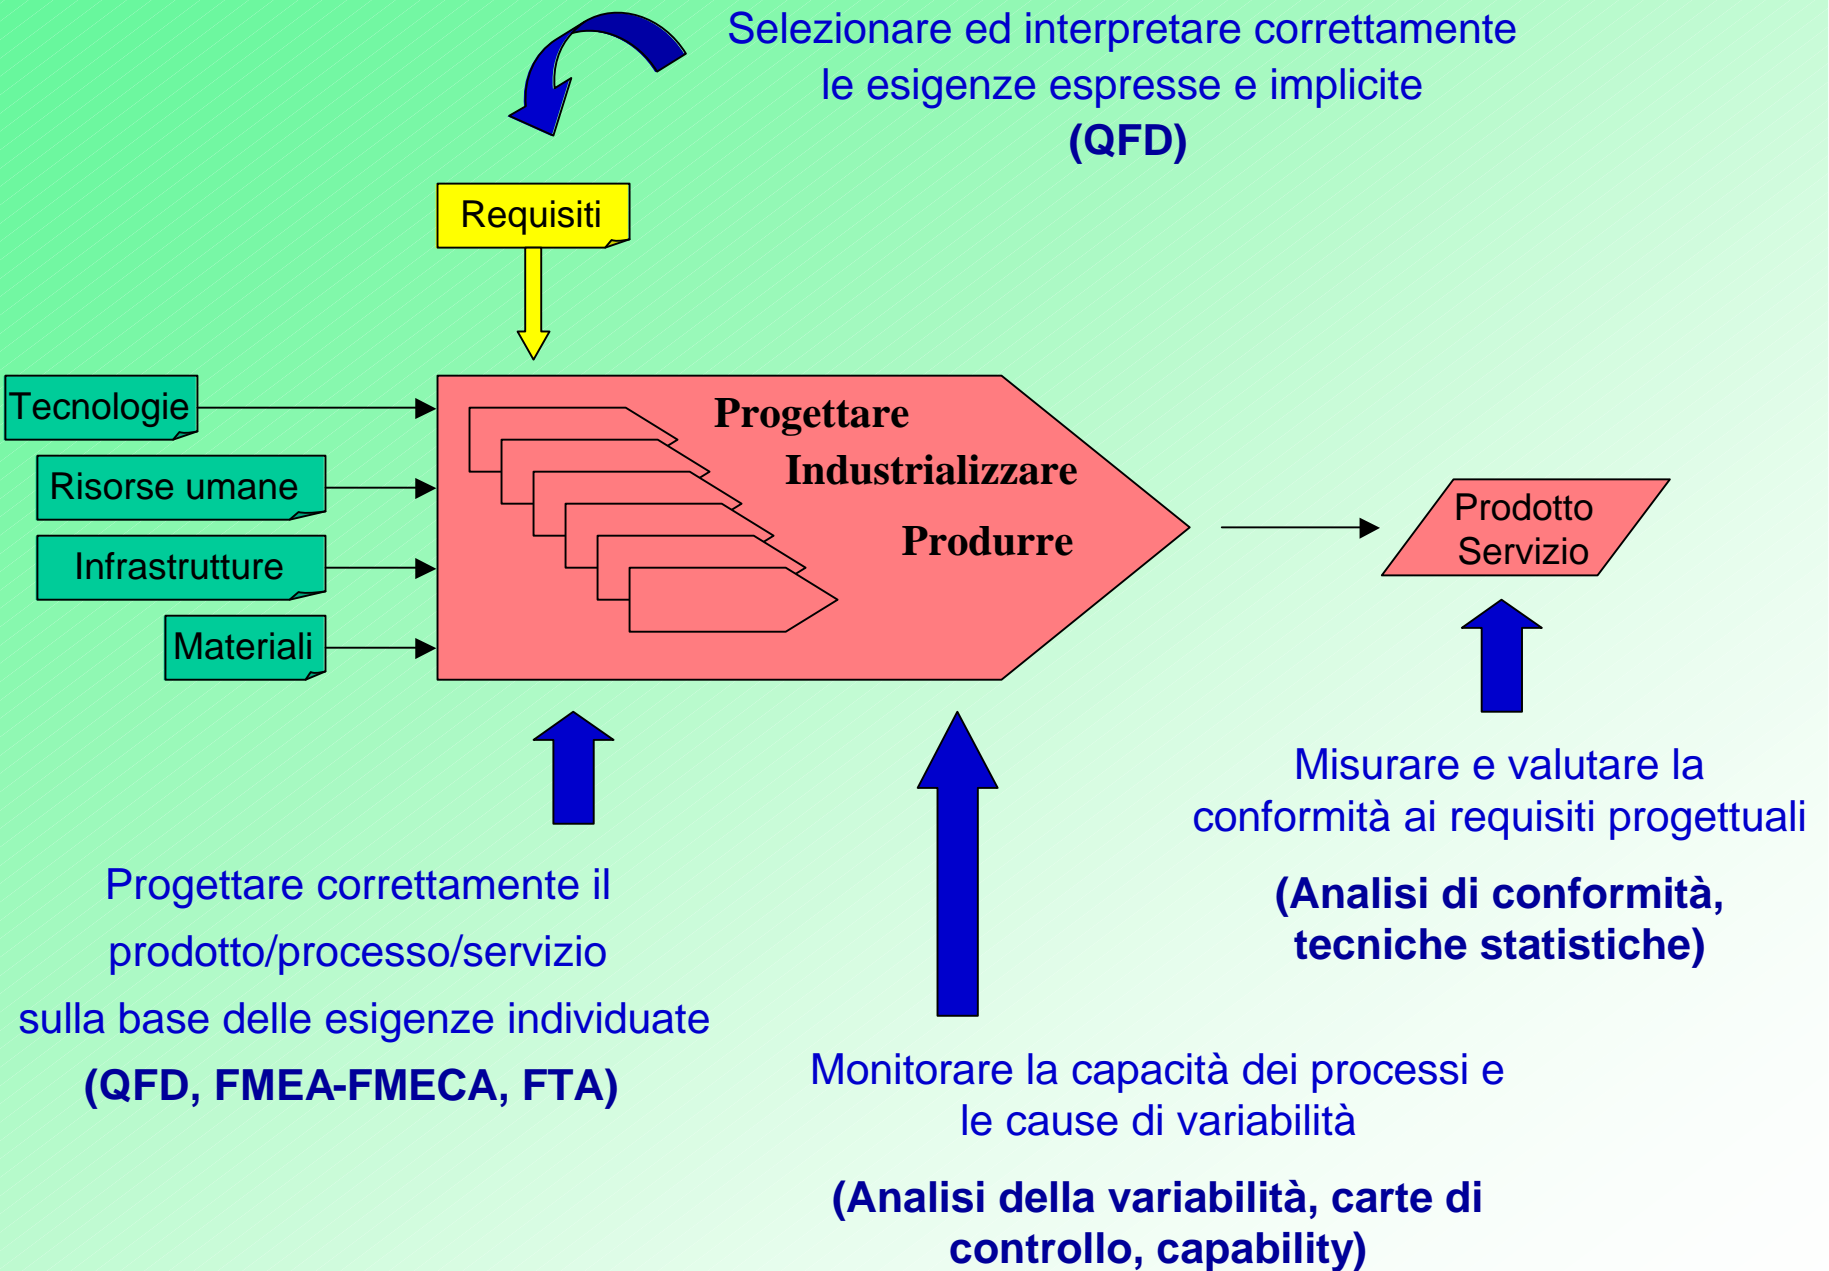 Selezionare ed interpretare correttamente
le esigenze espresse e implicite
(QFD)
Requisiti
Tecnologie
Risorse umane
Infrastrutture
Materiali
Progettare
Industrializzare
Produrre
Prodotto
Servizio
Progettare correttamente il
prodotto/processo/servizio
sulla base delle esigenze individuate
(QFD, FMEA-FMECA, FTA)
Monitorare la capacità dei processi e
le cause di variabilità
(Analisi della variabilità, carte di
controllo, capability)
Misurare e valutare la
conformità ai requisiti progettuali
(Analisi di conformità,
tecniche statistiche)